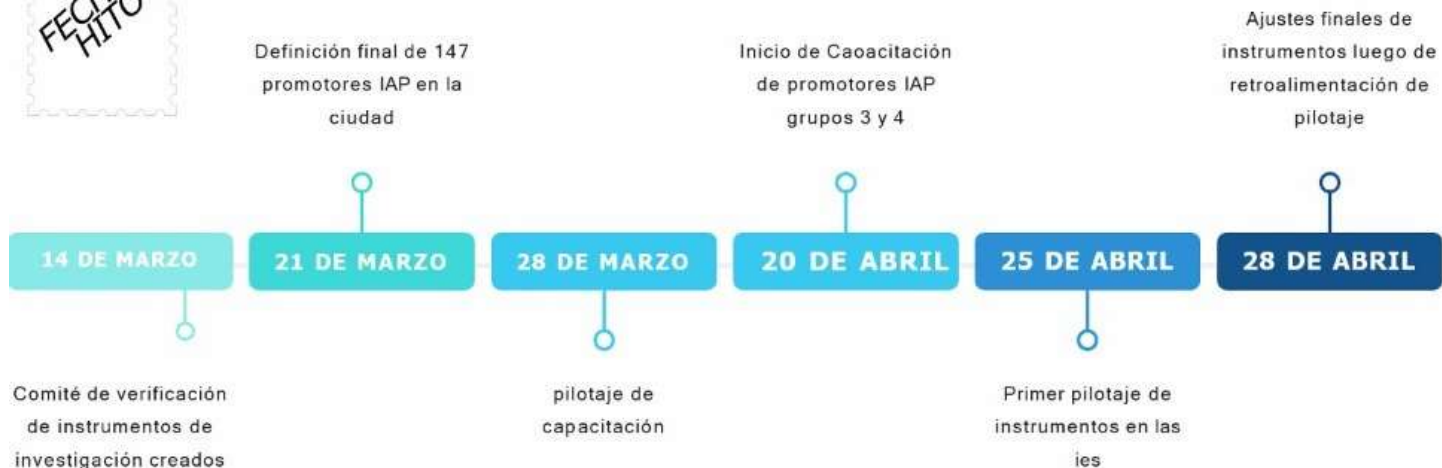 HITO
Definición final de 147
promotores IAP en la
ciudad
Inicio de Caoacitación
de promotores IAP
grupos 3 y 4
Ajustes finales de
instrumentos luego de
retroalimentación de
pilotaje
14 DE MARZO
21 DE MARZO
28 DE MARZO
20 DE ABRIL
25 DE ABRIL
28 DE ABRIL
Comité de verificación
de instrumentos de
investigación creados
pilotaje de
capacitación
Primer pilotaje de
instrumentos en las
ies